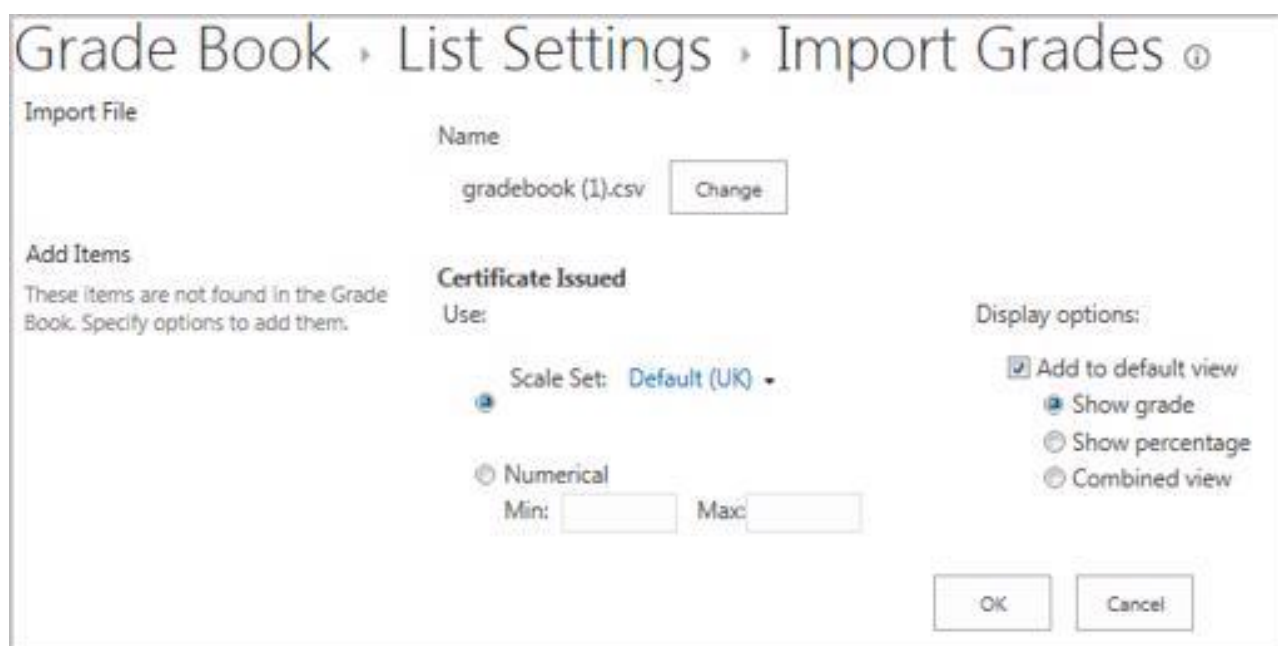 Grade Book › List Settings › Import Grades
Import File
Name
gradebook (1).csv Change
Add Items
These items are not found in the Grade
Book. Specify options to add them.
Certificate Issued
Use:
Display options:
Scale Set: Default (UK)
Add to default view
Show grade
Show percentage
Combined view
Numerical
Min: Max:
OK Cancel